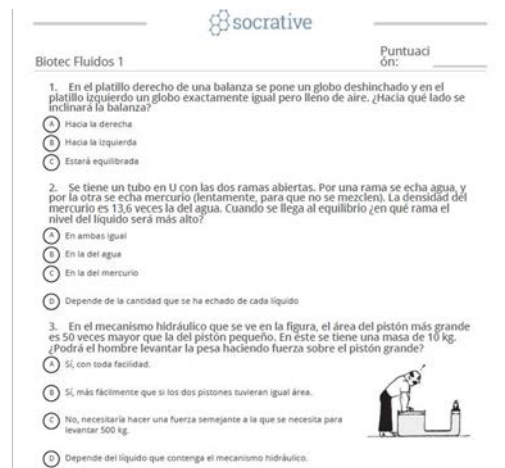 socrative
Biotec Fluidos 1
Puntuaci
ón:
1. En el platillo derecho de una balanza se pone un globo deshinchado y en el
platillo izquierdo un globo exactamente igual pero lleno de aire. ¿Hacia qué lado se
inclinará la balanza?
A Hacia la derecha
B Hacia la izquierda
C Estará equilibrada
2. Se tiene un tubo en U con las dos ramas abiertas. Por una rama se echa agua, y
por la otra se echa mercurio (lentamente, para que no se mezclen). La densidad del
mercurio es 13,6 veces la del agua. Cuando se llega al equilibrio ¿en qué rama el
nivel del líquido será más alto?
A En ambas igual
B En la del agua
C En la del mercurio
D Depende de la cantidad que se ha echado de cada líquido
3. En el mecanismo hidráulico que se ve en la figura, el área del pistón más grande
es 50 veces mayor que la del pistón pequeño. En éste se tiene una masa de 10 kg.
¿Podrá el hombre levantar la pesa haciendo fuerza sobre el pistón grande?
A Sí, con toda facilidad.
B Sí, más fácilmente que si los dos pistones tuvieran igual área.
C No, necesitaría hacer una fuerza semejante a la que se necesita para
levantar 500 kg.
D Depende del líquido que contenga el mecanismo hidráulico.